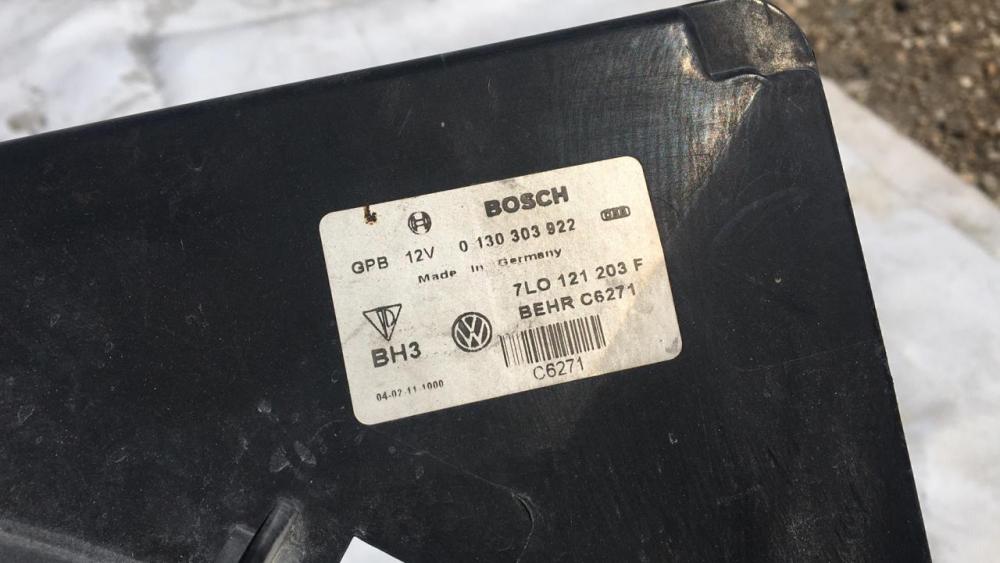 BOSCH
GPB 12V 0 130 303 922
Made In Germany
7L0 121 203 F
BEHR C6271
BH3
C6271
04-02 11 1000